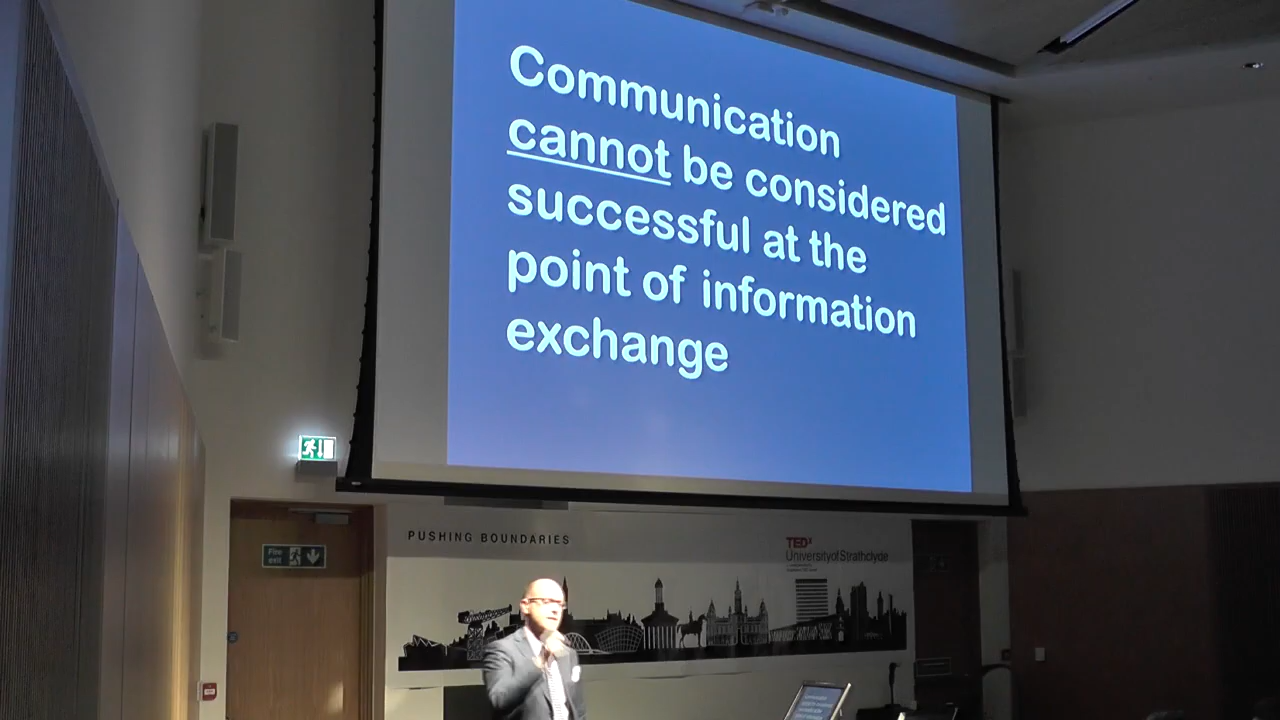 Communication
cannot be considered
successful at the
point of information
exchange
PUSHING BOUNDARIES
TEDx
UniversityofStrathclyde
Fire
exit